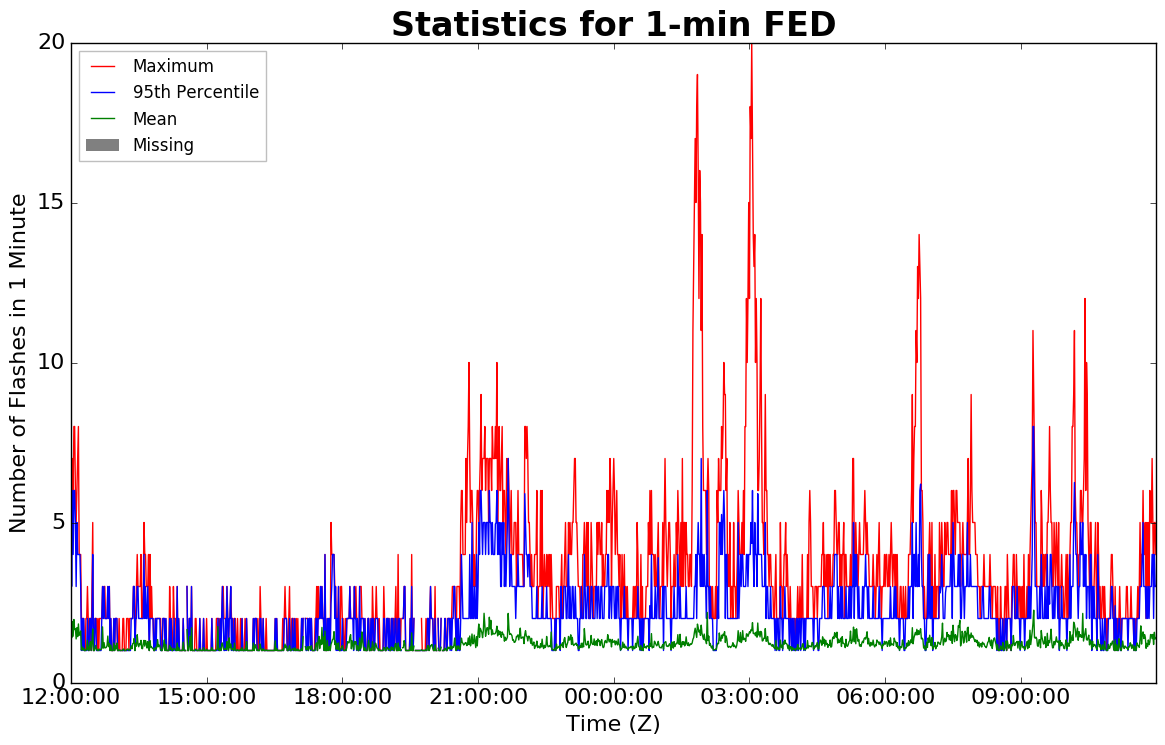 Statistics for 1-min FED
20
15
10
5
0
Number of Flashes in 1 Minute
Maximum
95th Percentile
Mean
Missing
12:00:00 15:00:00 18:00:00 21:00:00 00:00:00 03:00:00 06:00:00 09:00:00
Time (Z)